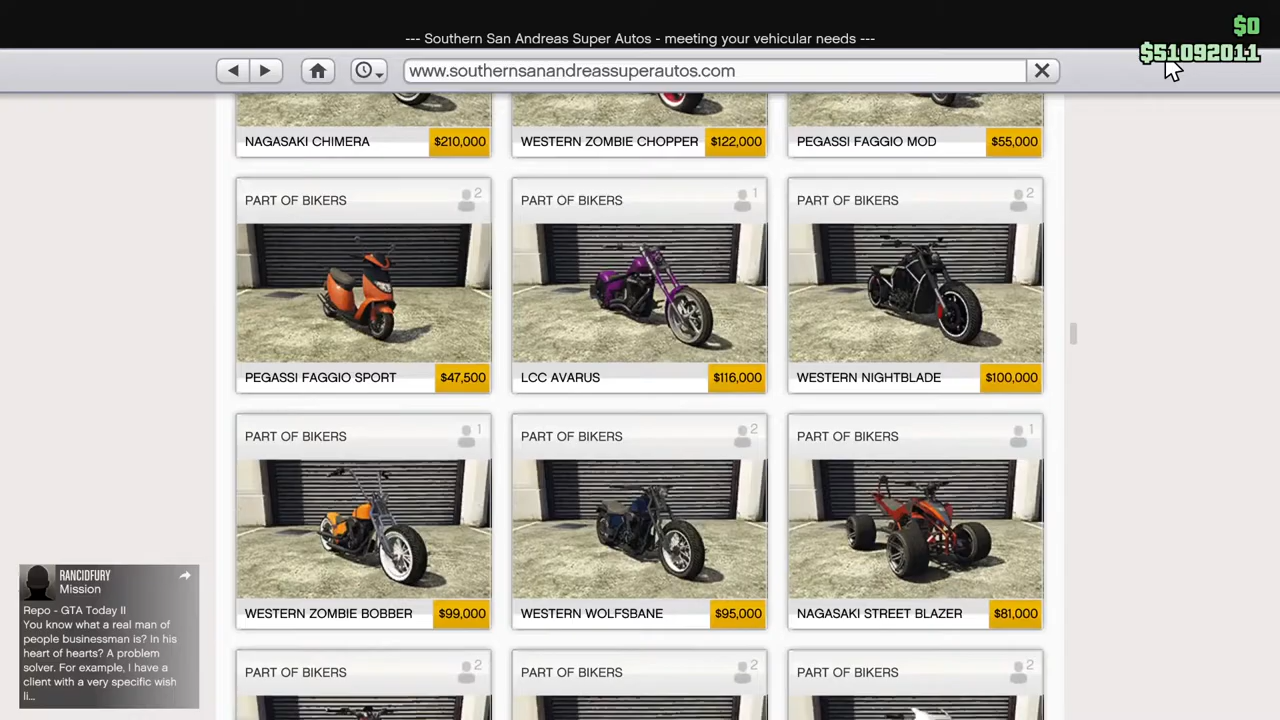 --- Southern San Andreas Super Autos - meeting your vehicular needs ---
$0
$51092011
www.southernsanandreassuperautos.com
NAGASAKI CHIMERA $210,000
WESTERN ZOMBIE CHOPPER $122,000
PEGASSI FAGGIO MOD $55,000
PART OF BIKERS 2
PART OF BIKERS 1
PART OF BIKERS 2
PEGASSI FAGGIO SPORT $47,500
LCC AVARUS $116,000
WESTERN NIGHTBLADE $100,000
PART OF BIKERS 1
PART OF BIKERS 2
PART OF BIKERS 1
WESTERN ZOMBIE BOBBER $99,000
WESTERN WOLFSBANE $95,000
NAGASAKI STREET BLAZER $81,000
PART OF BIKERS 2
PART OF BIKERS 2
PART OF BIKERS 2
RANCIDFURY
Mission
Repo - GTA Today II
You know what a real man of
people businessman is? In his
heart of hearts? A problem
solver. For example, I have a
client with a very specific wish
li...